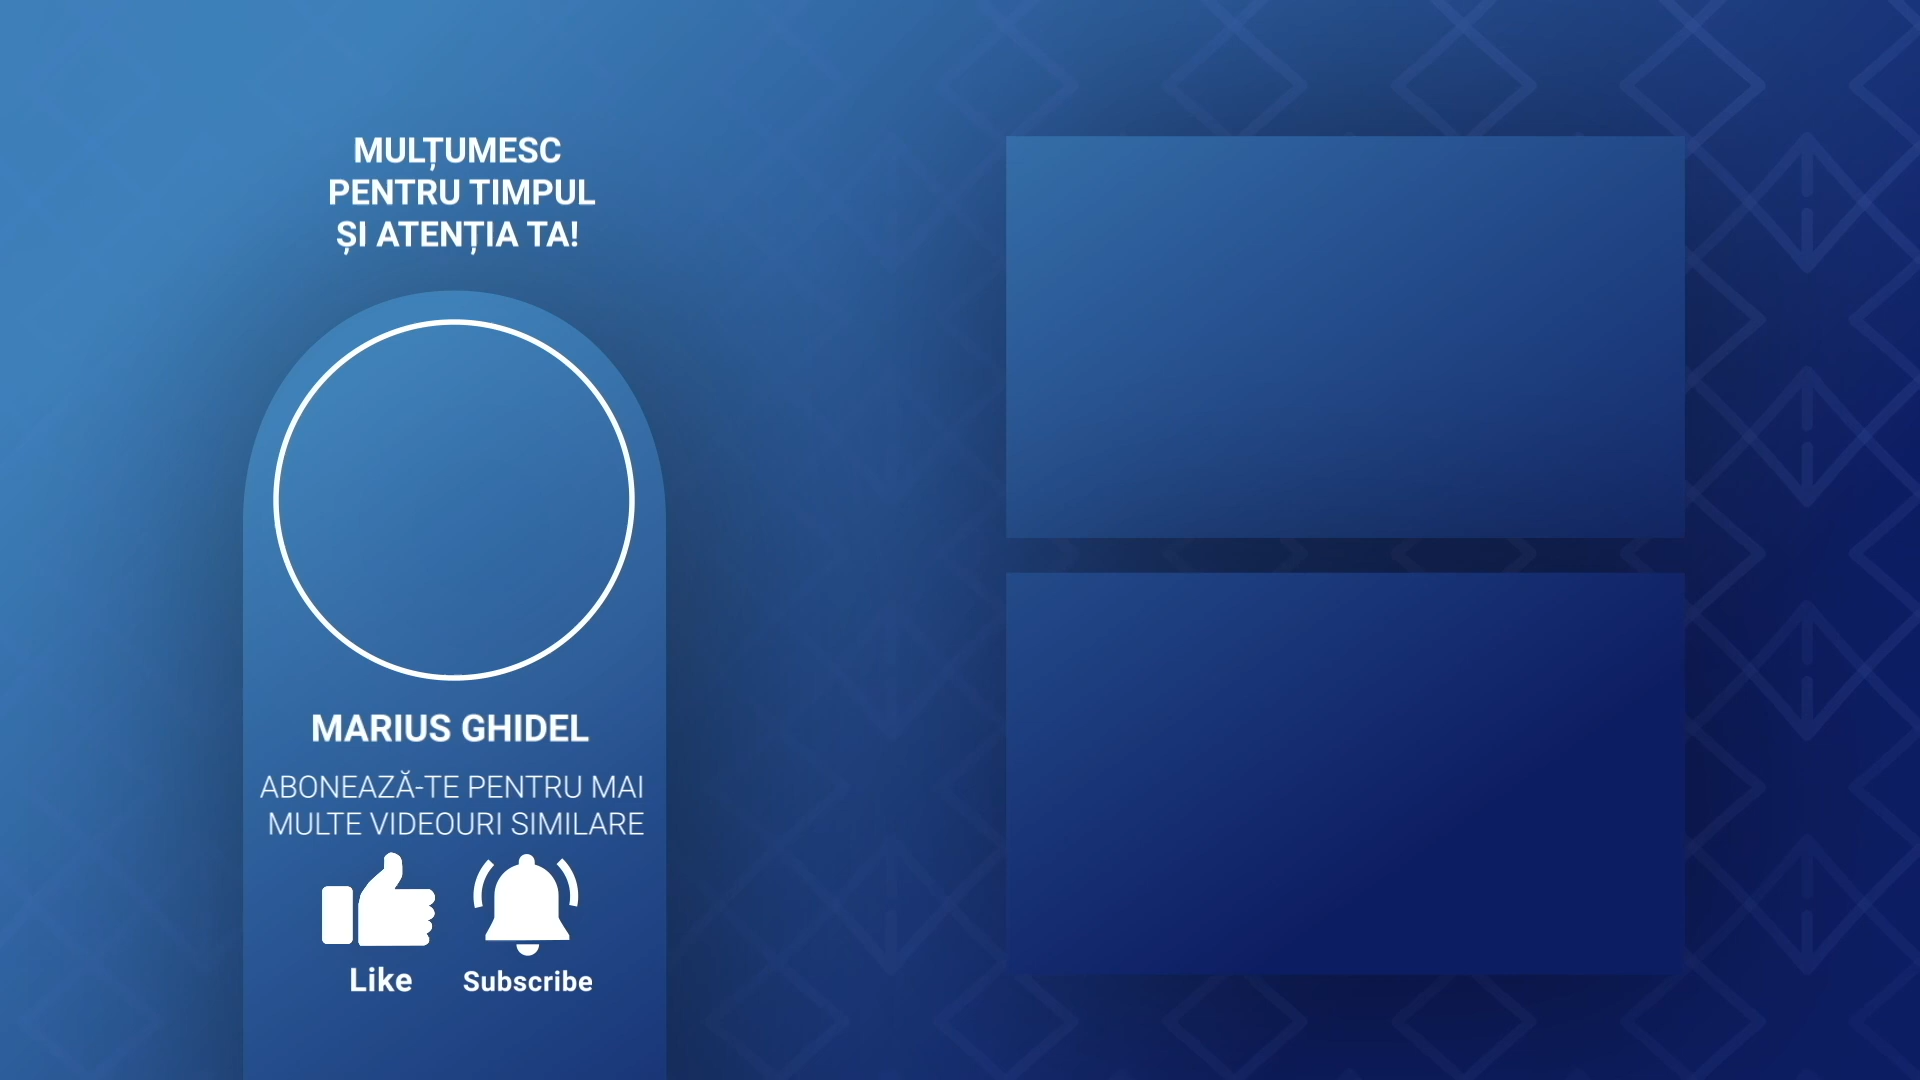 MULȚUMESC
PENTRU TIMPUL
ȘI ATENȚIA TA!
MARIUS GHIDEL
ABONEAZĂ-TE PENTRU MAI
MULTE VIDEOURI SIMILARE
Like
Subscribe